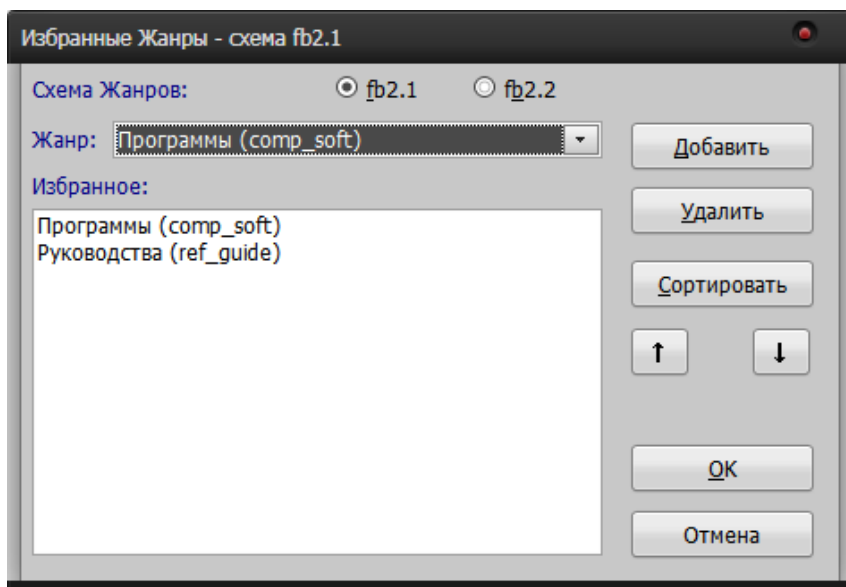 Избранные Жанры - схема fb2.1
Схема Жанров: fb2.1 fb2.2
Жанр: Программы (comp_soft)
Добавить
Избранное:
Удалить
Программы (comp_soft)
Руководства (ref_guide)
Сортировать
↑ ↓
OK
Отмена